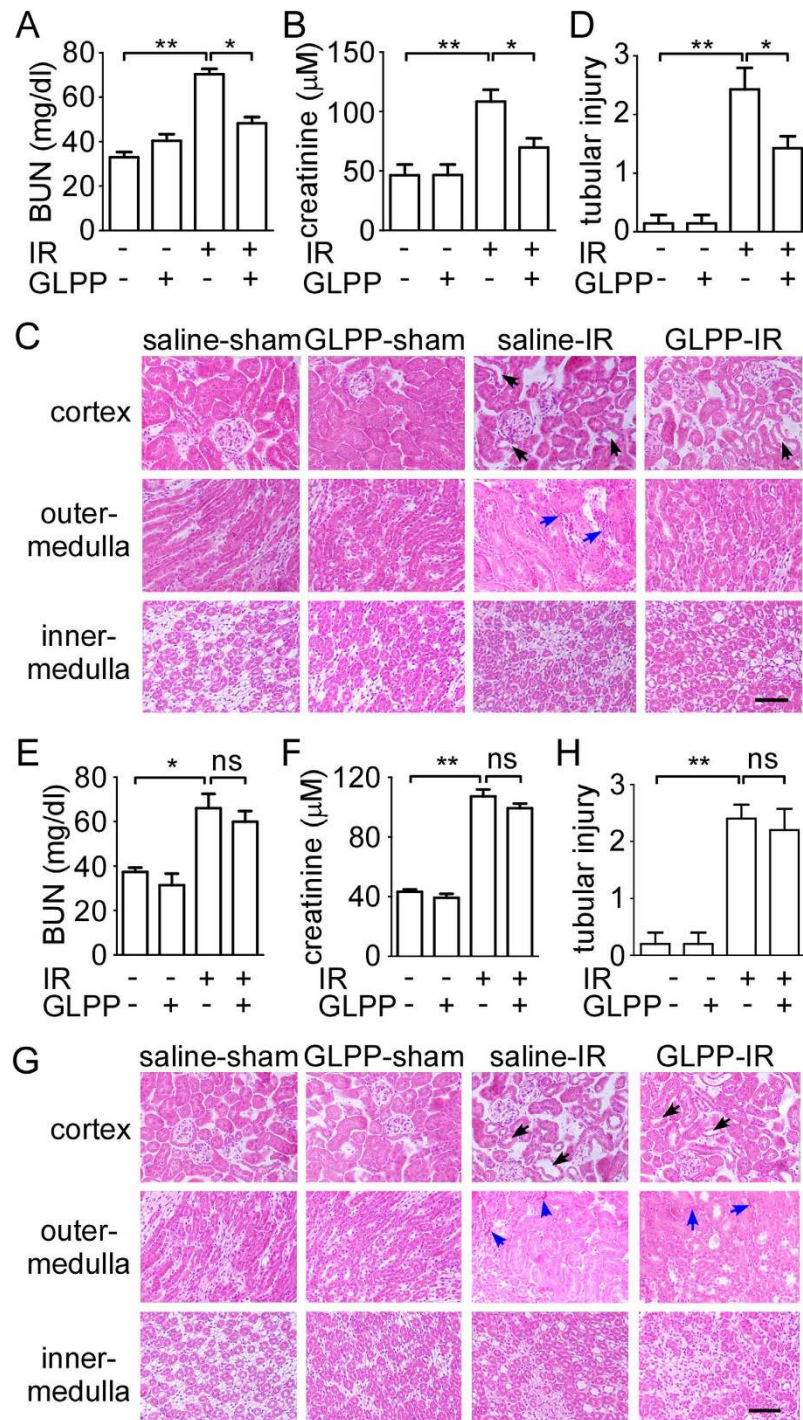 A
BUN (mg/dl)
80
60
40
20
0
** *
IR - - + +
GLPP - + - +
B
creatinine (μM)
150
100
50
0
** *
IR - - + +
GLPP - + - +
D
tubular injury
3
2
1
0
** *
IR - - + +
GLPP - + - +
C
saline-sham GLPP-sham saline-IR GLPP-IR
cortex
outer-
medulla
inner-
medulla
E
BUN (mg/dl)
80
60
40
20
0
* ns
IR - - + +
GLPP - + - +
F
creatinine (μM)
120
80
40
0
** ns
IR - - + +
GLPP - + - +
H
tubular injury
3
2
1
0
** ns
IR - - + +
GLPP - + - +
G
saline-sham GLPP-sham saline-IR GLPP-IR
cortex
outer-
medulla
inner-
medulla